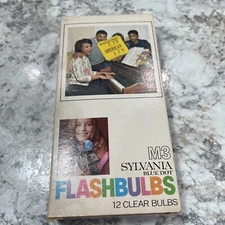 M3
SYLVANIA
BLUE DOT
FLASHBULBS
12 CLEAR BULBS